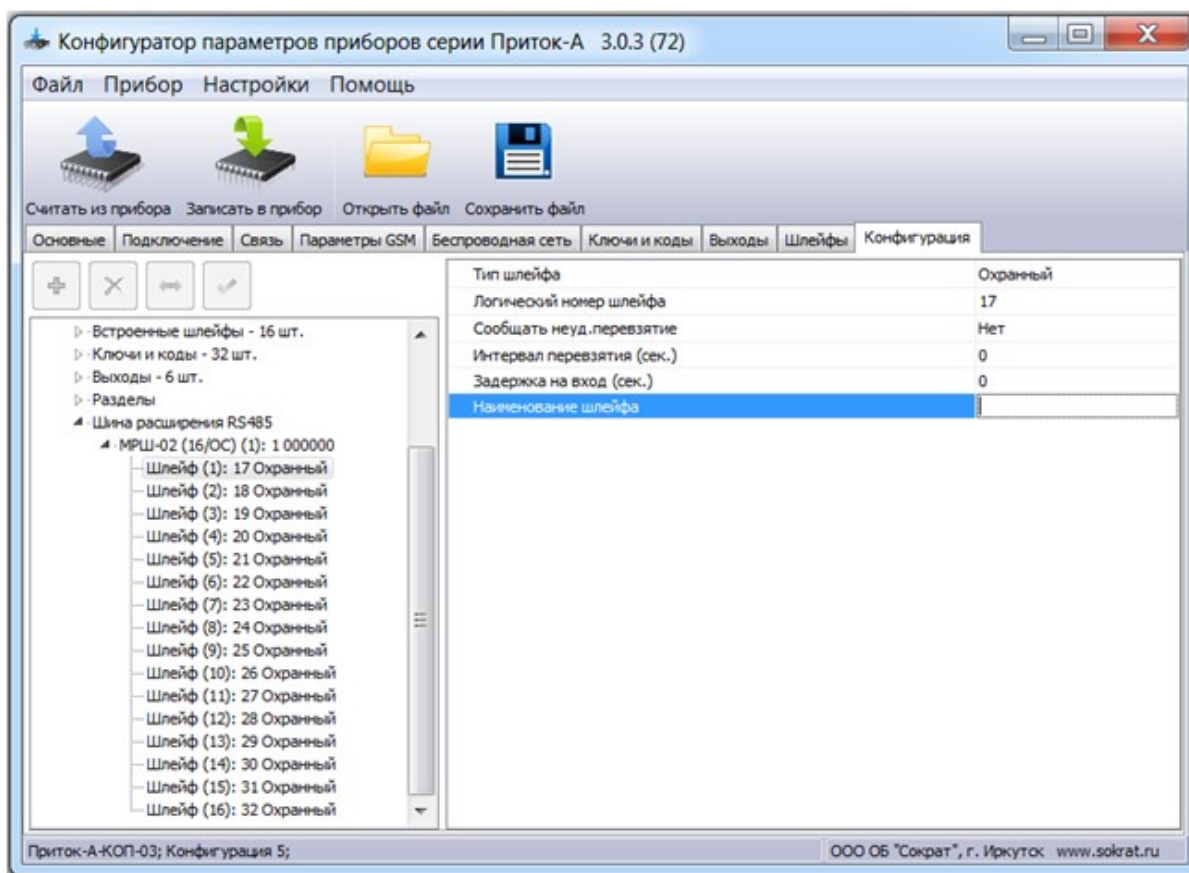 Конфигуратор параметров приборов серии Приток-А 3.0.3 (72)
Файл Прибор Настройки Помощь
Считать из прибора Записать в прибор Открыть файл Сохранить файл
Основные Подключение Связь Параметры GSM Беспроводная сеть Ключи и коды Выходы Шлейфы Конфигурация
Встроенные шлейфы - 16 шт.
Ключи и коды - 32 шт.
Выходы - 6 шт.
Разделы
Шина расширения RS485
МРШ-02 (16/ОС) (1): 1 000000
Шлейф (1): 17 Охранный
Шлейф (2): 18 Охранный
Шлейф (3): 19 Охранный
Шлейф (4): 20 Охранный
Шлейф (5): 21 Охранный
Шлейф (6): 22 Охранный
Шлейф (7): 23 Охранный
Шлейф (8): 24 Охранный
Шлейф (9): 25 Охранный
Шлейф (10): 26 Охранный
Шлейф (11): 27 Охранный
Шлейф (12): 28 Охранный
Шлейф (13): 29 Охранный
Шлейф (14): 30 Охранный
Шлейф (15): 31 Охранный
Шлейф (16): 32 Охранный
Тип шлейфа Охранный
Логический номер шлейфа 17
Сообщать неуд.перевзятие Нет
Интервал перевзятия (сек.) 0
Задержка на вход (сек.) 0
Наименование шлейфа
Приток-А-КОП-03; Конфигурация 5;
ООО ОБ "Сократ", г. Иркутск www.sokrat.ru